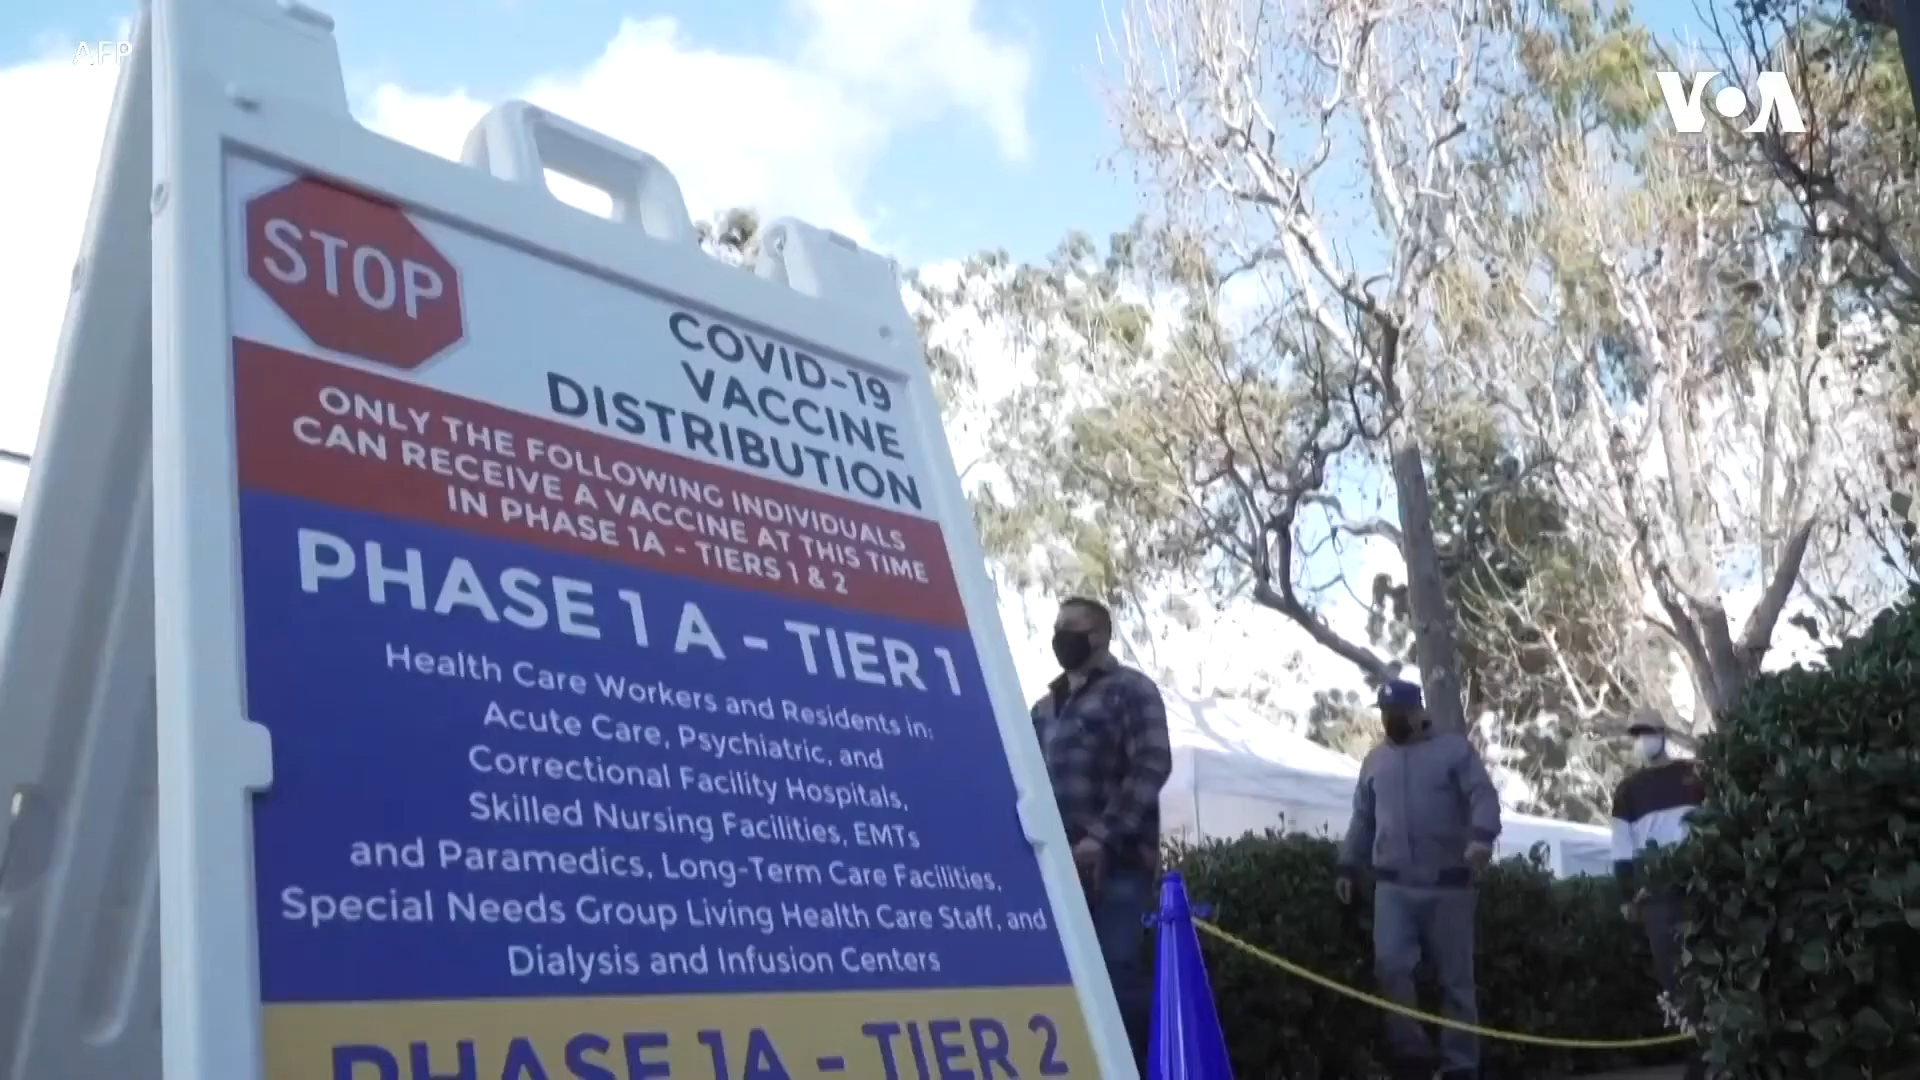 AFP
VOA
STOP
COVID-19
VACCINE
DISTRIBUTION
ONLY THE FOLLOWING INDIVIDUALS
CAN RECEIVE A VACCINE AT THIS TIME
IN PHASE 1A - TIERS 1 & 2
PHASE 1 A - TIER 1
Health Care Workers and Residents in:
Acute Care, Psychiatric, and
Correctional Facility Hospitals,
Skilled Nursing Facilities, EMTs
and Paramedics, Long-Term Care Facilities,
Special Needs Group Living Health Care Staff, and
Dialysis and Infusion Centers
PHASE 1A - TIER 2